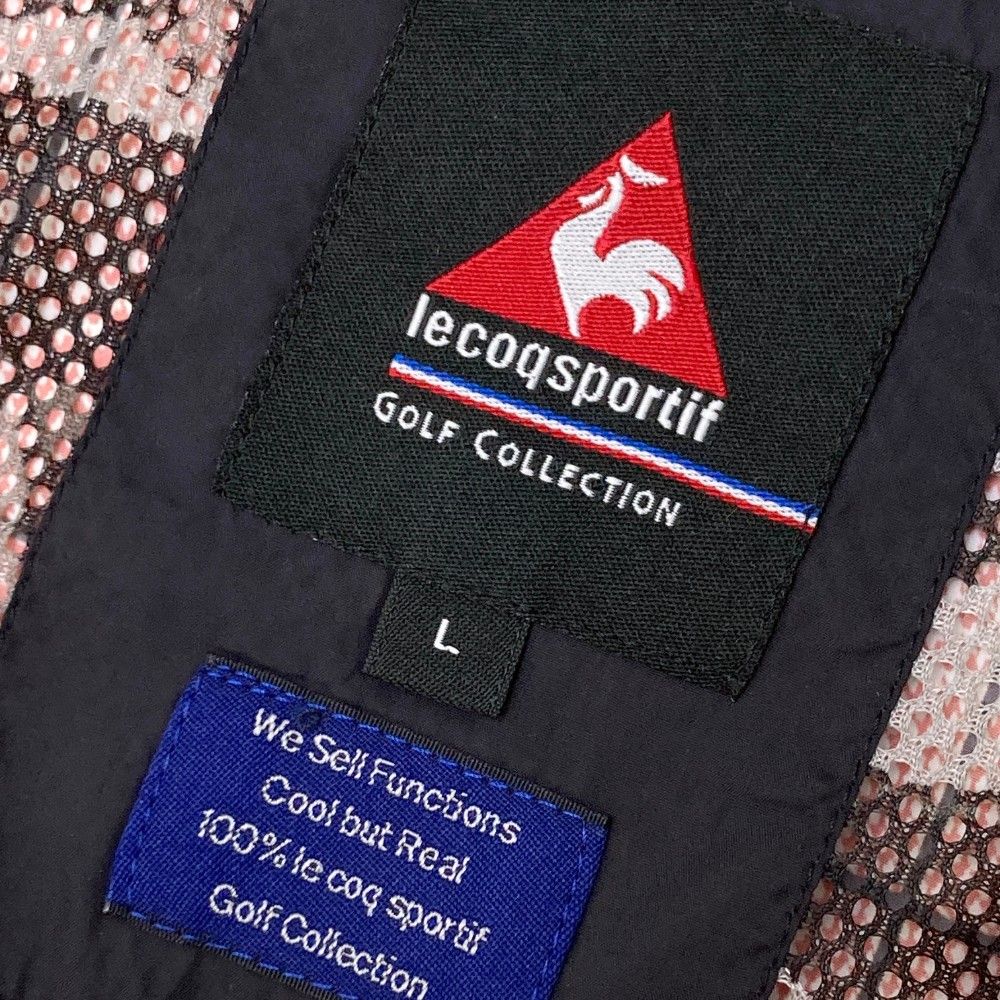 lecoqsportif
GOLF COLLECTION
L
We Sell Functions
Cool but Real
100% le coq sportif
Golf Collection